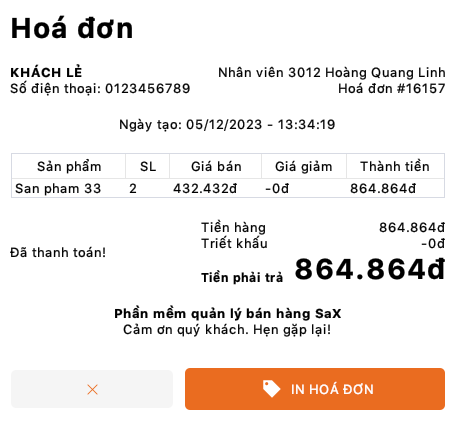 Hoá đơn
KHÁCH LẺ
Nhân viên 3012 Hoàng Quang Linh
Số điện thoại: 0123456789
Hoá đơn #16157
Ngày tạo: 05/12/2023 - 13:34:19
Sản phẩm SL Giá bán Giá giảm Thành tiền
San pham 33 2 432.432đ -0đ 864.864đ
Tiền hàng 864.864đ
Triết khấu -0đ
Đã thanh toán!
Tiền phải trả 864.864đ
Phần mềm quản lý bán hàng SaX
Cảm ơn quý khách. Hẹn gặp lại!
IN HOÁ ĐƠN